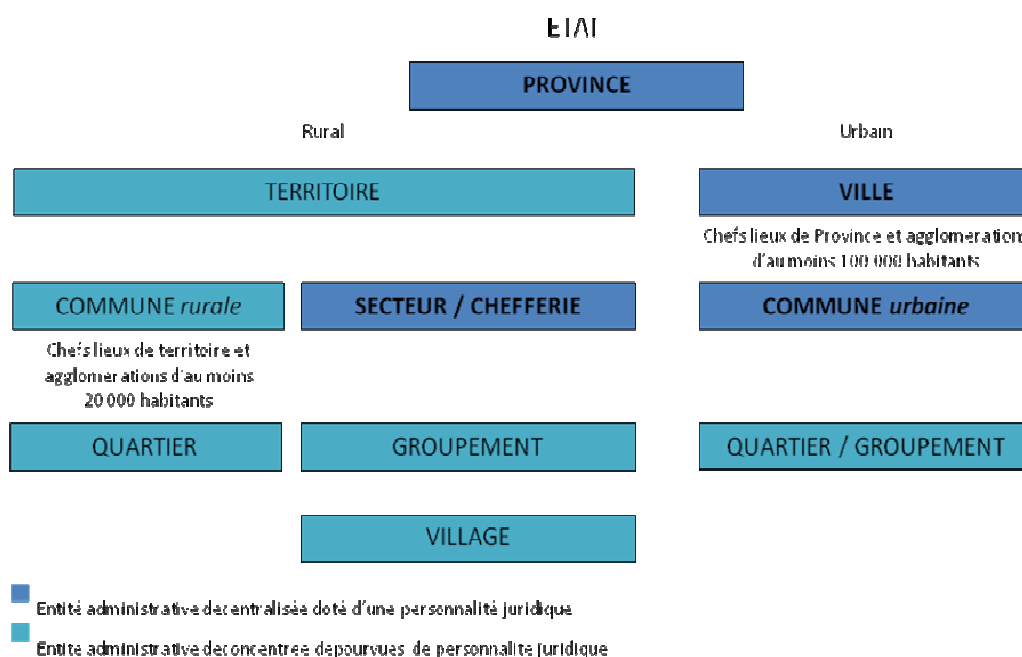 ETAT
PROVINCE
Rural
Urbain
TERRITOIRE
VILLE
Chefs lieux de Province et agglomeration
d'au moins 100 000 habitants
COMMUNE rurale
SECTEUR / CHEFFERIE
COMMUNE urbaine
Chefs lieux de territoire et
agglomerations d'au moins
20 000 habitants
QUARTIER
GROUPEMENT
QUARTIER / GROUPEMENT
VILLAGE
Entité administrative decentralisée doté d'une personnalité juridique
Entite administrative deconcentree depourvues de personnalite juridique